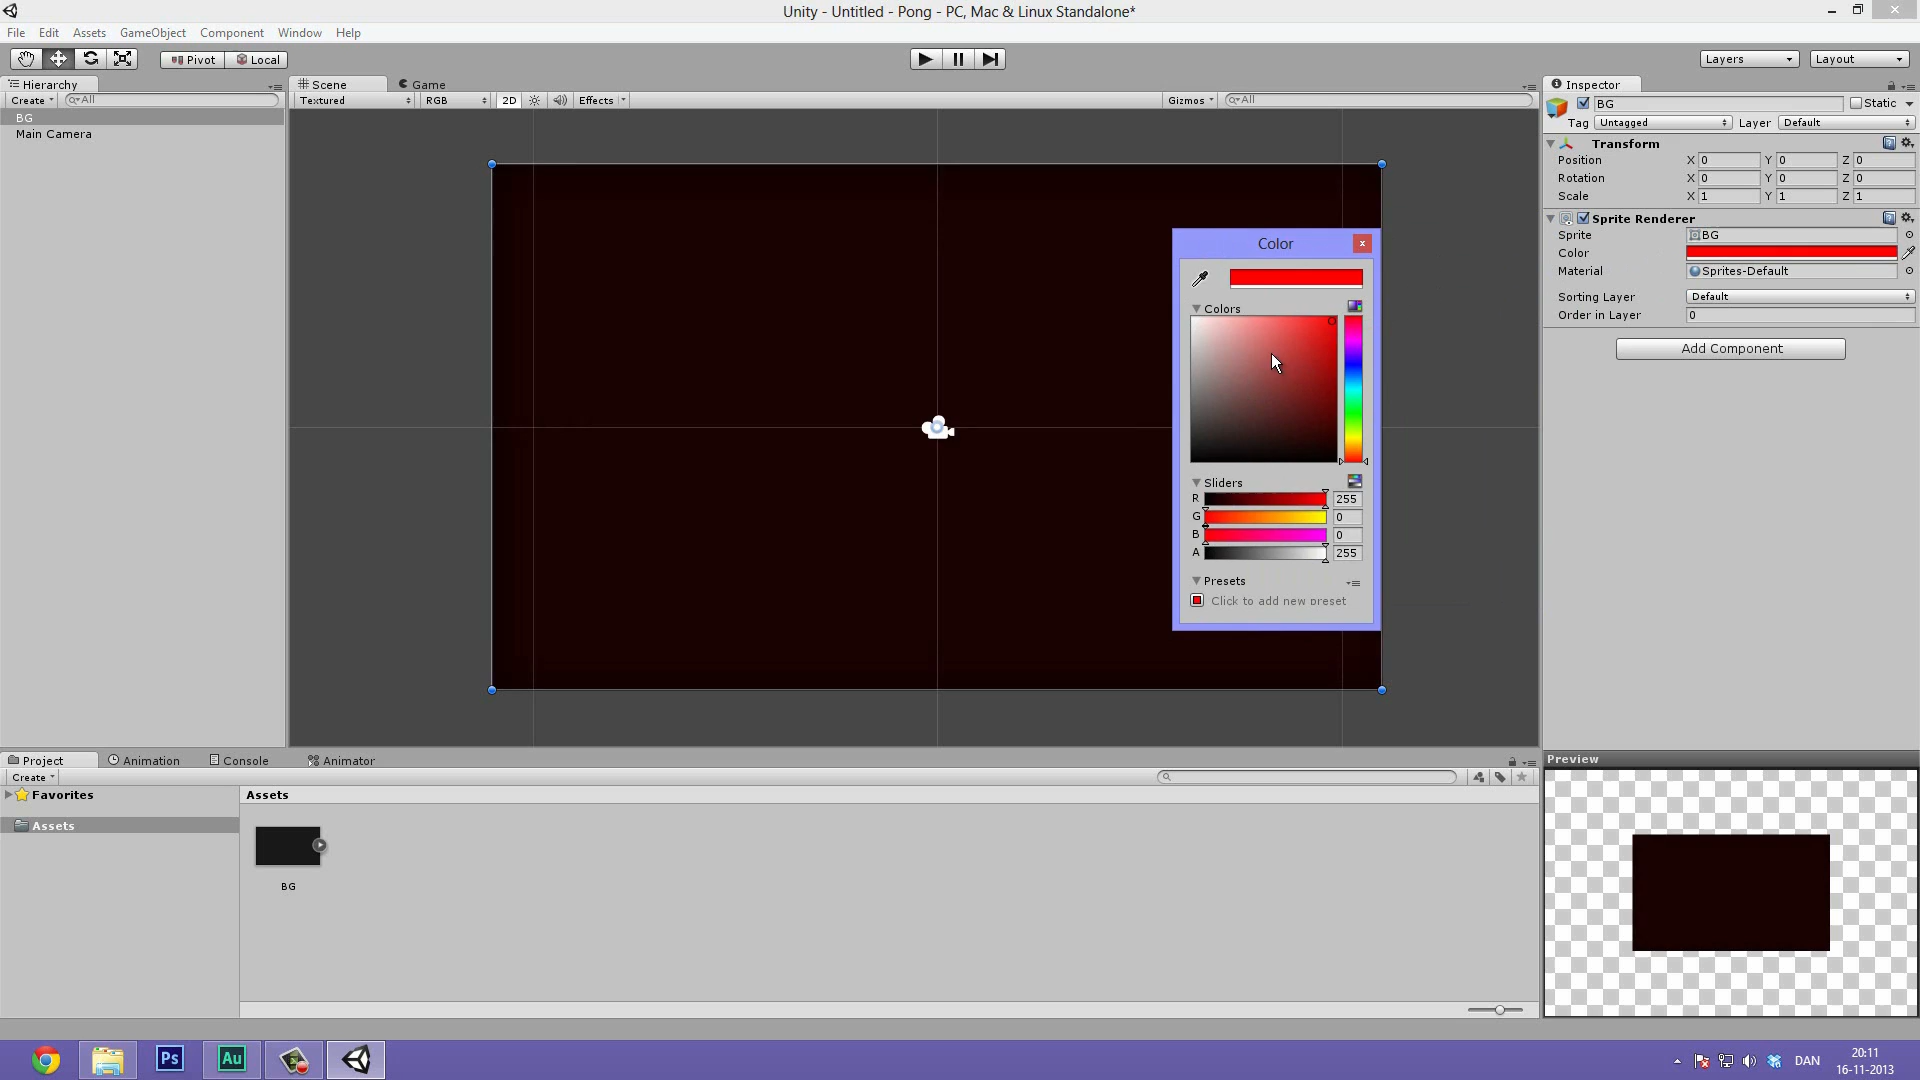 Unity - Untitled - Pong - PC, Mac & Linux Standalone*
File Edit Assets GameObject Component Window Help
Pivot Local
Layers Layout
Hierarchy
Create All
BG
Main Camera
Scene Game
Textured RGB 2D Effects Gizmos All
Color
Colors
Sliders
R 255
G 0
B 0
A 255
Presets
Click to add new preset
Inspector
BG Static
Tag Untagged Layer Default
Transform
Position X 0 Y 0 Z 0
Rotation X 0 Y 0 Z 0
Scale X 1 Y 1 Z 1
Sprite Renderer
Sprite BG
Color
Material Sprites-Default
Sorting Layer Default
Order in Layer 0
Add Component
Project Animation Console Animator
Create
Favorites
Assets
Assets
BG
Preview
Ps Au
DAN
20:11
16-11-2013